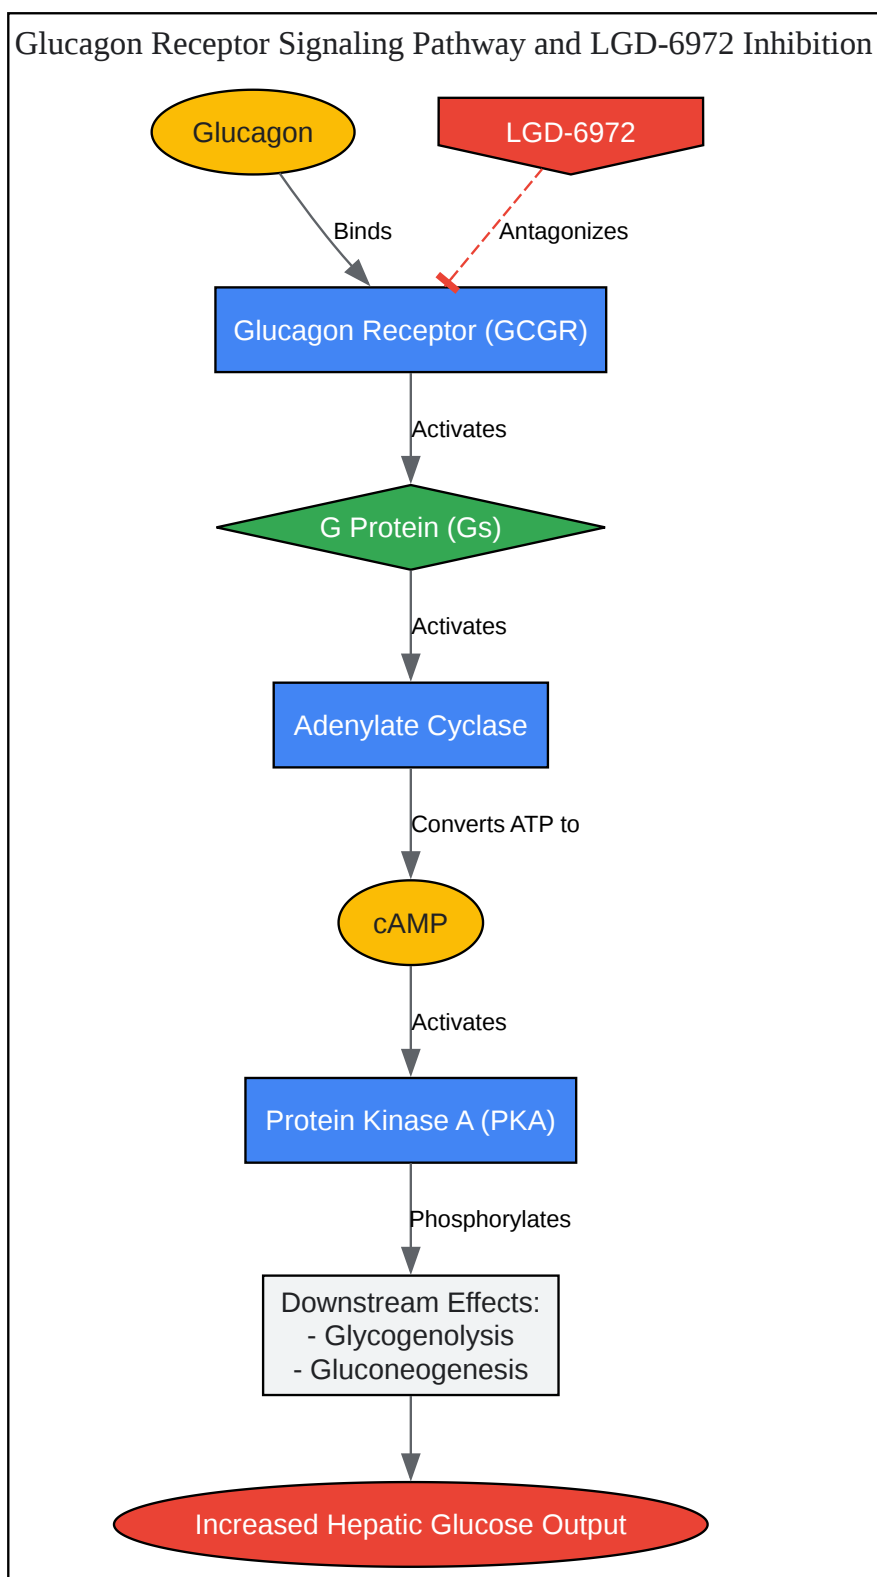 Glucagon Receptor Signaling Pathway and LGD-6972 Inhibition
Glucagon
LGD-6972
Binds
Antagonizes
Glucagon Receptor (GCGR)
Activates
G Protein (Gs)
Activates
Adenylate Cyclase
Converts ATP to
cAMP
Activates
Protein Kinase A (PKA)
Phosphorylates
Downstream Effects:
- Glycogenolysis
- Gluconeogenesis
Increased Hepatic Glucose Output